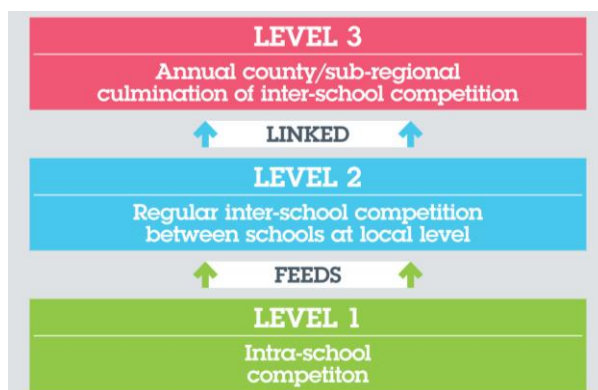 LEVEL 3
Annual county/sub-regional
culmination of inter-school competition
LINKED
LEVEL 2
Regular inter-school competition
between schools at local level
FEEDS
LEVEL 1
Intra-school
competiton